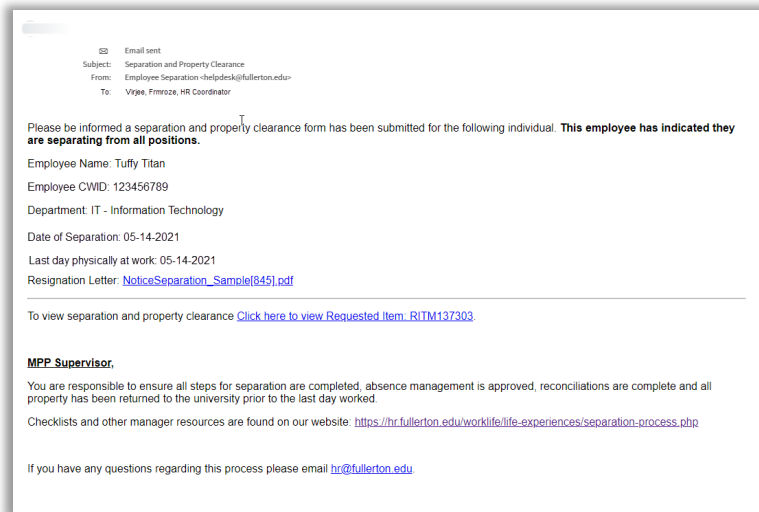 Email sent
Subject: Separation and Property Clearance
From: Employee Separation <helpdesk@fullerton.edu>
To: Virjee, Frmroze, HR Coordinator
Please be informed a separation and property clearance form has been submitted for the following individual. This employee has indicated they
are separating from all positions.
Employee Name: Tuffy Titan
Employee CWID: 123456789
Department: IT - Information Technology
Date of Separation: 05-14-2021
Last day physically at work: 05-14-2021
Resignation Letter: NoticeSeparation_Sample[845].pdf
To view separation and property clearance Click here to view Requested Item: RITM137303.
MPP Supervisor,
You are responsible to ensure all steps for separation are completed, absence management is approved, reconciliations are complete and all
property has been returned to the university prior to the last day worked.
Checklists and other manager resources are found on our website: https://hr.fullerton.edu/worklife/life-experiences/separation-process.php
If you have any questions regarding this process please email hr@fullerton.edu.